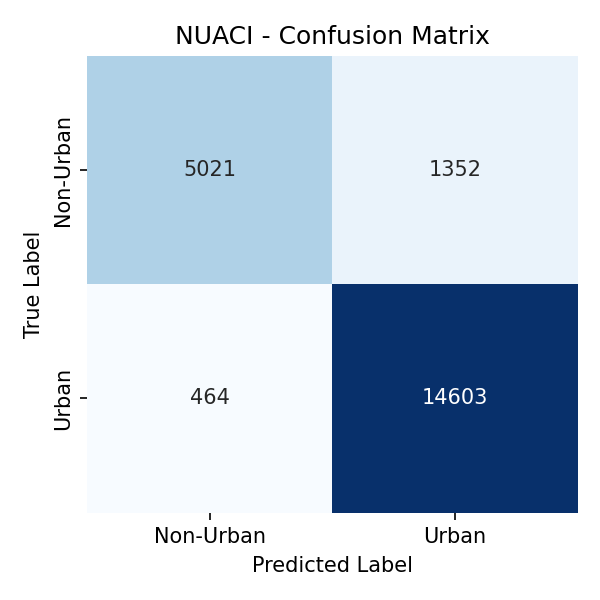 NUACI - Confusion Matrix
True Label
Non-Urban
5021 1352
Urban
464 14603
Non-Urban Urban
Predicted Label